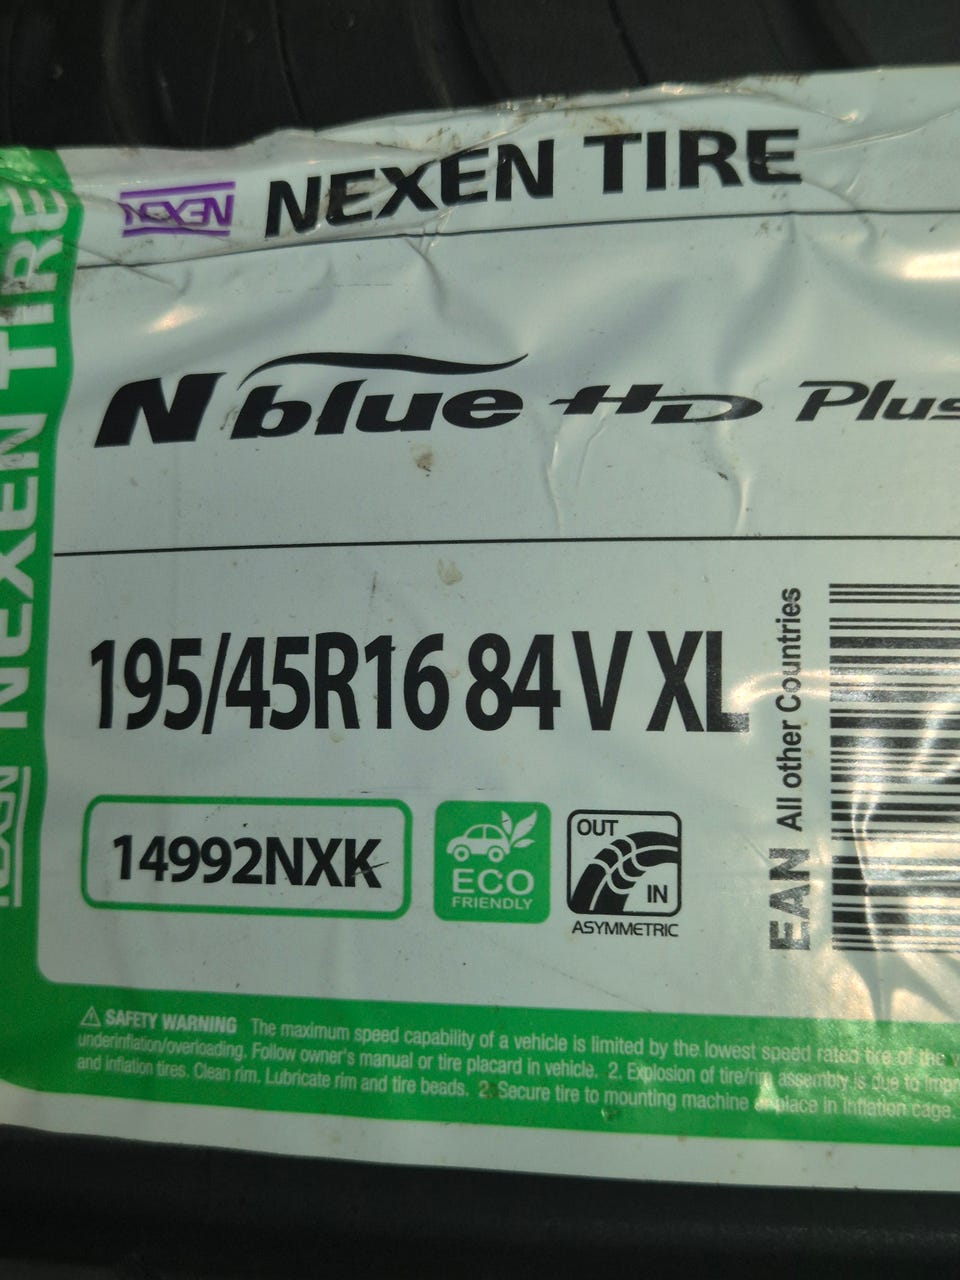 NEXEN NEXEN TIRE
N blue HD Plus
195/45R16 84 V XL
14992NXK
ECO
FRIENDLY
OUT
IN
ASYMMETRIC
EAN All other Countries
NEXEN NEXEN TIRE
⚠ SAFETY WARNING The maximum speed capability of a vehicle is limited by the lowest speed rated tire of the
underinflation/overloading. Follow owner's manual or tire placard in vehicle. 2. Explosion of tire/rim assembly is due to
and inflation tires. Clean rim, Lubricate rim and tire beads. 2. Secure tire to mounting machine place in inflation cage.